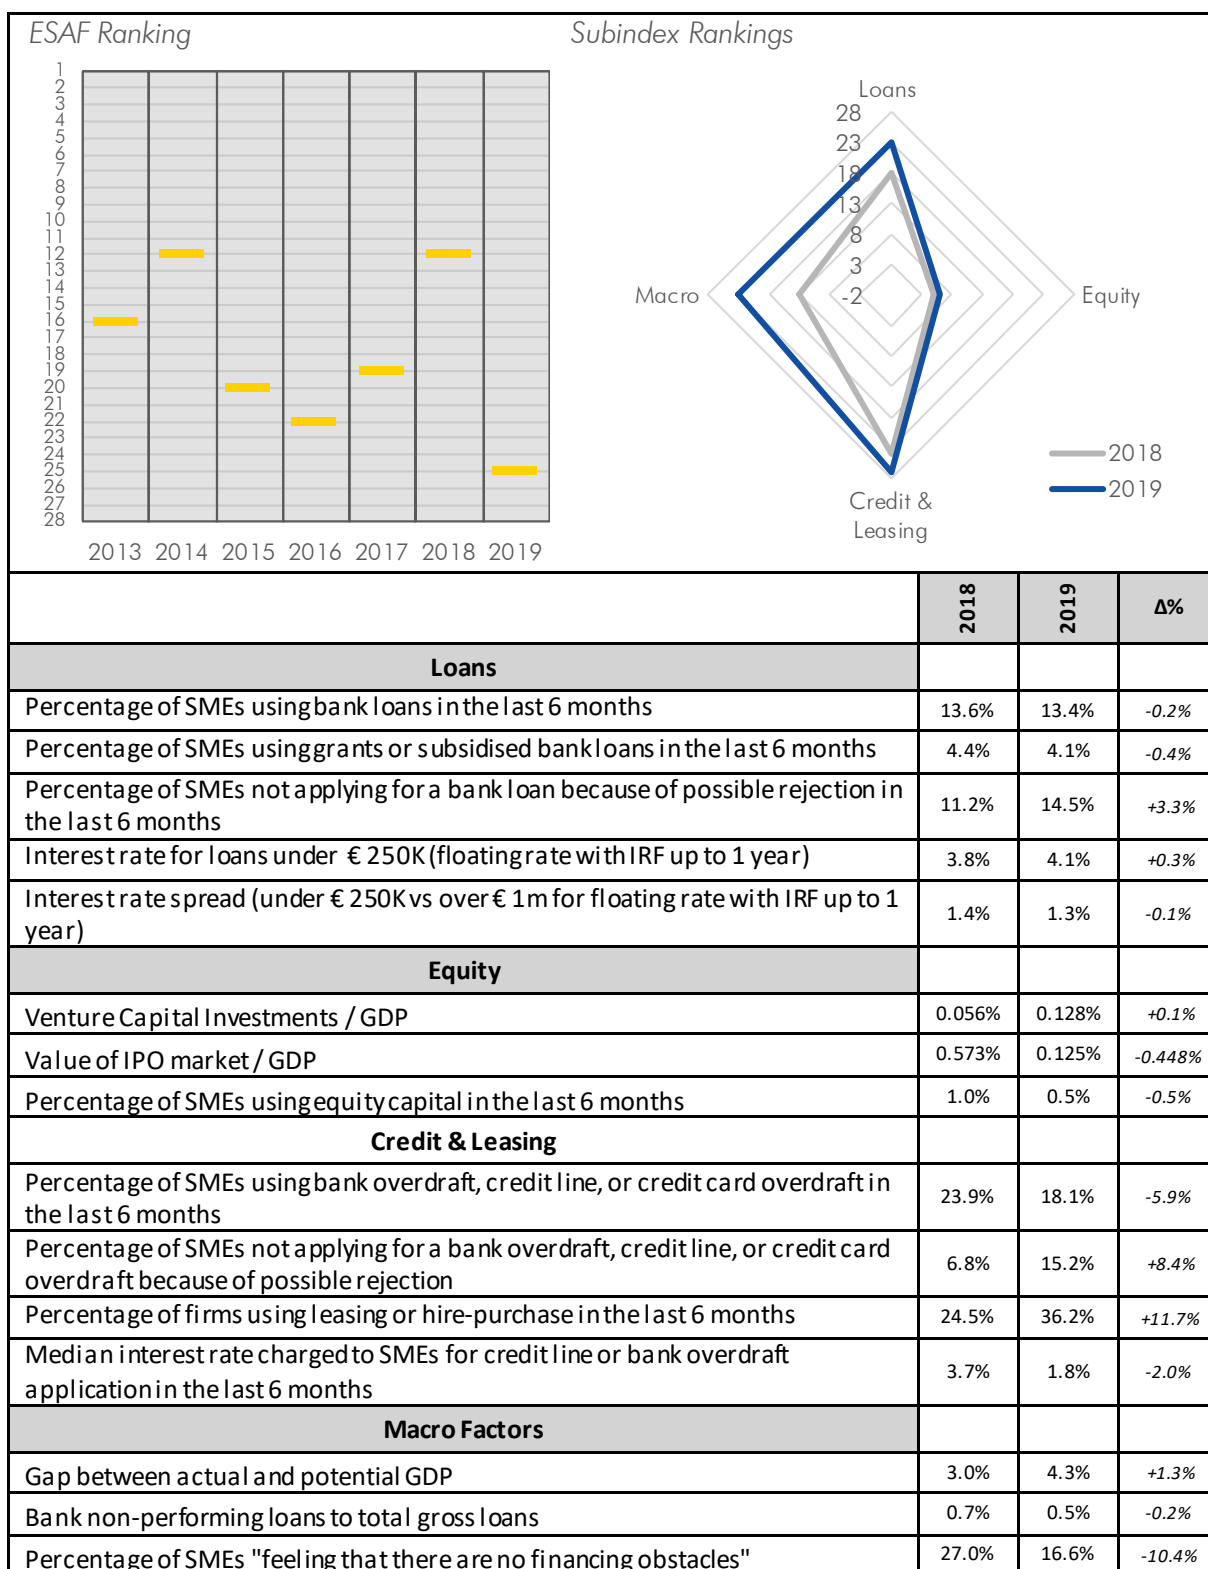 ESAF Ranking
Subindex Rankings
1
2
3
4
5
6
7
8
9
10
11
12
13
14
15
16
17
18
19
20
21
22
23
24
25
26
27
28
2013 2014 2015 2016 2017 2018 2019
Loans
28
23
18
13
8
3
-2
Macro
Equity
Credit &
Leasing
2018
2019
2018 2019 Δ%
Loans
Percentage of SMEs using bank loans in the last 6 months 13.6% 13.4% -0.2%
Percentage of SMEs using grants or subsidised bank loans in the last 6 months 4.4% 4.1% -0.4%
Percentage of SMEs not applying for a bank loan because of possible rejection in
the last 6 months 11.2% 14.5% +3.3%
Interest rate for loans under € 250K (floating rate with IRF up to 1 year) 3.8% 4.1% +0.3%
Interest rate spread (under € 250K vs over € 1m for floating rate with IRF up to 1
year) 1.4% 1.3% -0.1%
Equity
Venture Capital Investments / GDP 0.056% 0.128% +0.1%
Value of IPO market / GDP 0.573% 0.125% -0.448%
Percentage of SMEs using equity capital in the last 6 months 1.0% 0.5% -0.5%
Credit & Leasing
Percentage of SMEs using bank overdraft, credit line, or credit card overdraft in
the last 6 months 23.9% 18.1% -5.9%
Percentage of SMEs not applying for a bank overdraft, credit line, or credit card
overdraft because of possible rejection 6.8% 15.2% +8.4%
Percentage of firms using leasing or hire-purchase in the last 6 months 24.5% 36.2% +11.7%
Median interest rate charged to SMEs for credit line or bank overdraft
application in the last 6 months 3.7% 1.8% -2.0%
Macro Factors
Gap between actual and potential GDP 3.0% 4.3% +1.3%
Bank non-performing loans to total gross loans 0.7% 0.5% -0.2%
Percentage of SMEs "feeling that there are no financing obstacles" 27.0% 16.6% -10.4%